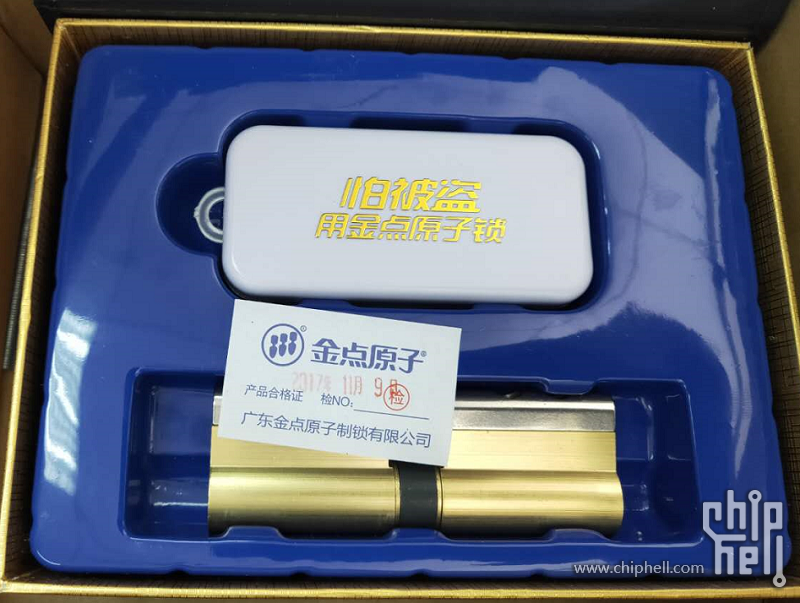 怕被盗
用金点原子锁
金点原子®
2017年 11月 9日
产品合格证 检NO: 检
广东金点原子制锁有限公司
chip hell
www.chiphell.com